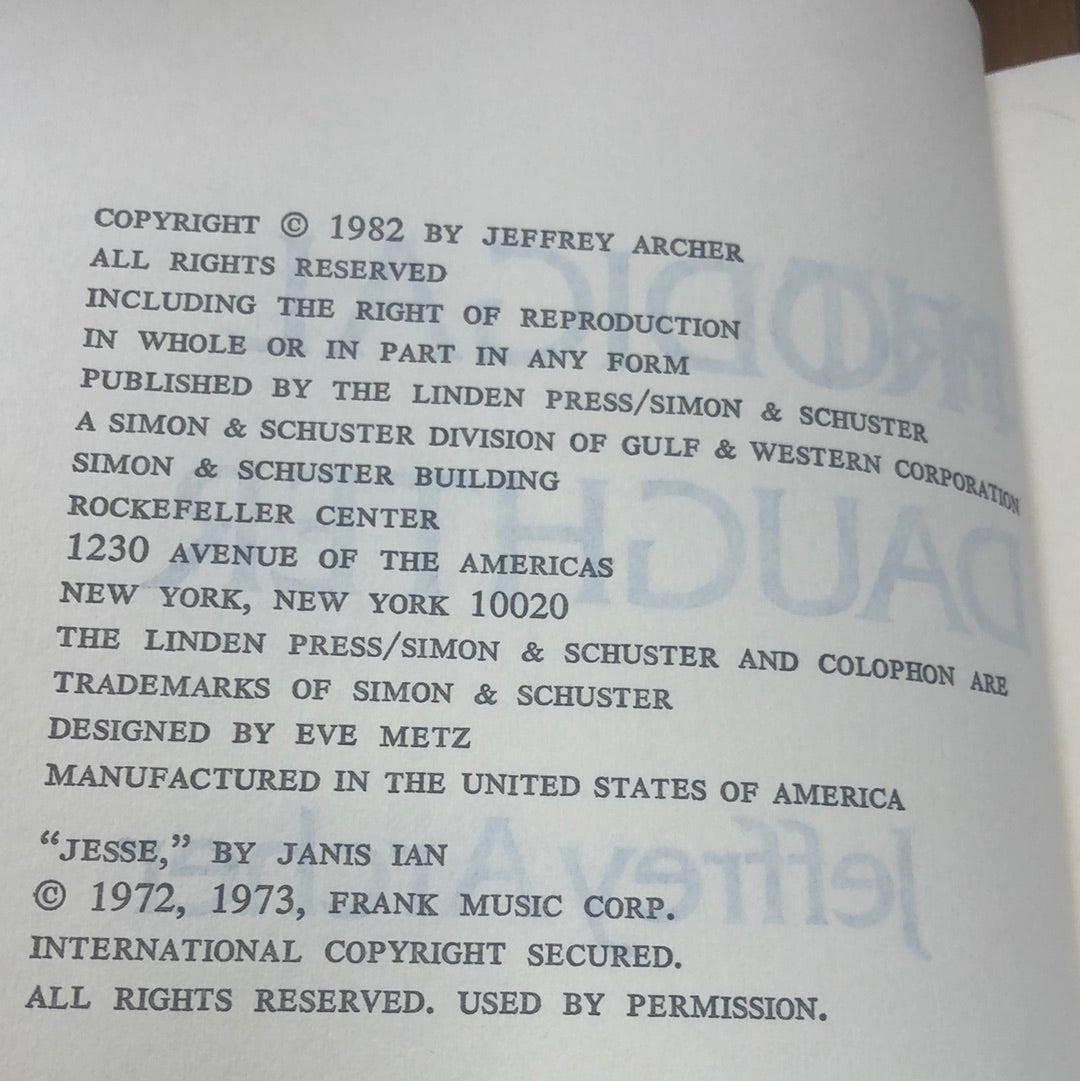 COPYRIGHT © 1982 BY JEFFREY ARCHER
ALL RIGHTS RESERVED
INCLUDING THE RIGHT OF REPRODUCTION
IN WHOLE OR IN PART IN ANY FORM
PUBLISHED BY THE LINDEN PRESS/SIMON & SCHUSTER
A SIMON & SCHUSTER DIVISION OF GULF & WESTERN CORPORATION
SIMON & SCHUSTER BUILDING
ROCKEFELLER CENTER
1230 AVENUE OF THE AMERICAS
NEW YORK, NEW YORK 10020
THE LINDEN PRESS/SIMON & SCHUSTER AND COLOPHON ARE
TRADEMARKS OF SIMON & SCHUSTER
DESIGNED BY EVE METZ
MANUFACTURED IN THE UNITED STATES OF AMERICA
“JESSE,” BY JANIS IAN
© 1972, 1973, FRANK MUSIC CORP.
INTERNATIONAL COPYRIGHT SECURED.
ALL RIGHTS RESERVED. USED BY PERMISSION.
PRODIGAL
DAUGHTER
Jeffrey Archer